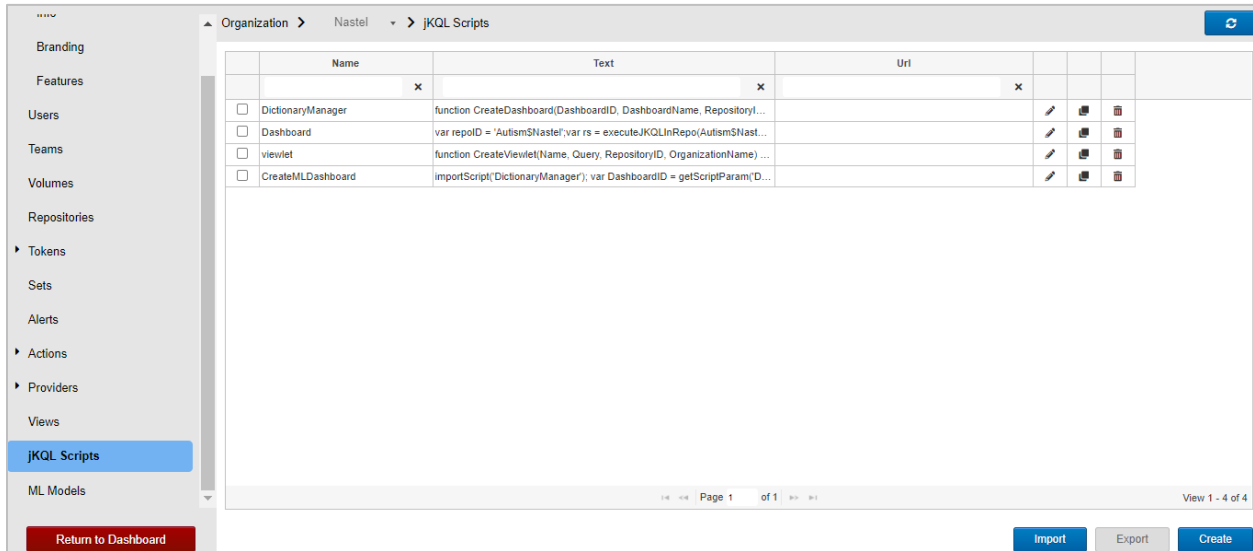 Info
Branding
Features
Users
Teams
Volumes
Repositories
Tokens
Sets
Alerts
Actions
Providers
Views
jKQL Scripts
ML Models
Return to Dashboard
Organization > Nastel > jKQL Scripts
Name Text Url
x x x
DictionaryManager function CreateDashboard(DashboardID, DashboardName, RepositoryI...
Dashboard var repoID = 'Autism$Nastel';var rs = executeJKQLInRepo(Autism$Nast...
viewlet function CreateViewlet(Name, Query, RepositoryID, OrganizationName) ...
CreateMLDashboard importScript('DictionaryManager'); var DashboardID = getScriptParam('D...
Page 1 of 1 View 1 - 4 of 4
Import Export Create